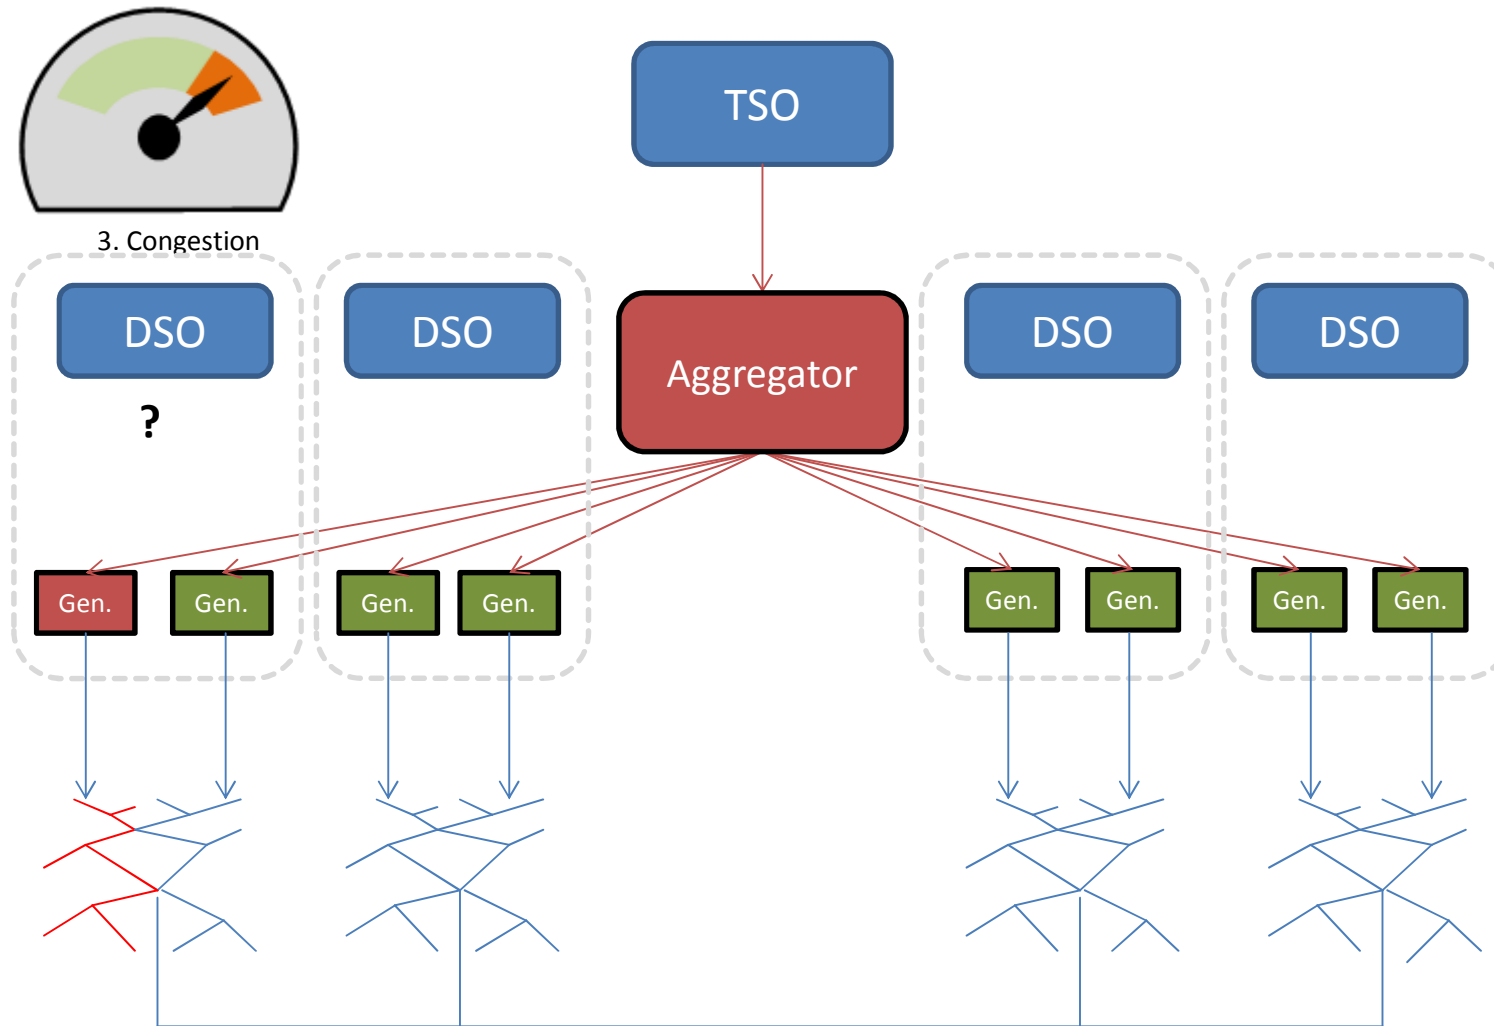 TSO
3. Congestion
DSO
DSO
Aggregator
DSO
DSO
?
Gen.
Gen.
Gen.
Gen.
Gen.
Gen.
Gen.
Gen.